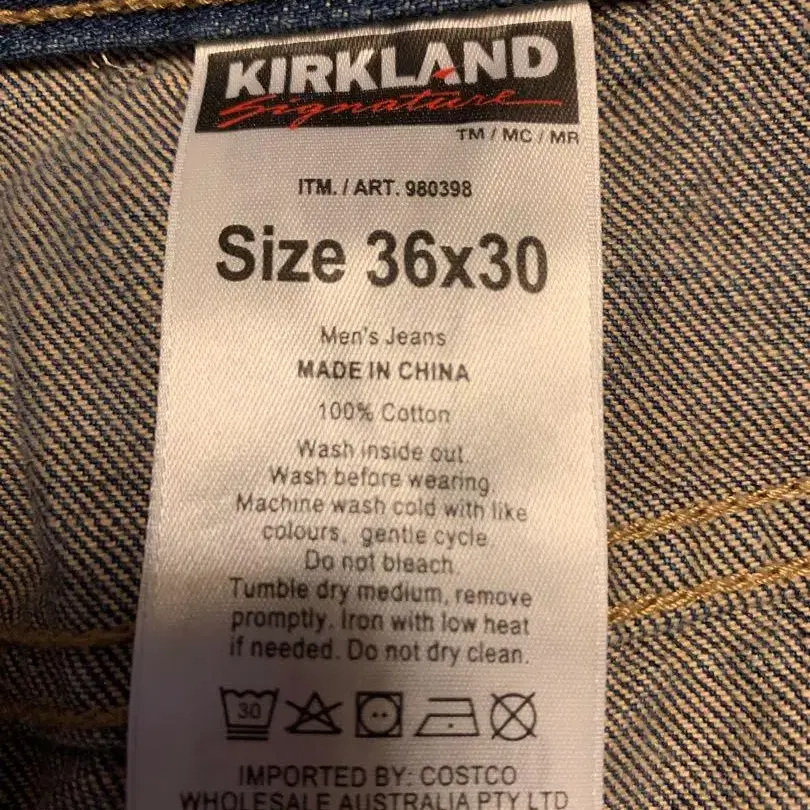 KIRKLAND
Signature
TM / MC / MR
ITM. / ART. 980398
Size 36x30
Men's Jeans
MADE IN CHINA
100% Cotton
Wash inside out.
Wash before wearing.
Machine wash cold with like
colours, gentle cycle.
Do not bleach.
Tumble dry medium, remove
promptly. Iron with low heat
if needed. Do not dry clean.
30
IMPORTED BY: COSTCO
WHOLESALE AUSTRALIA PTY LTD